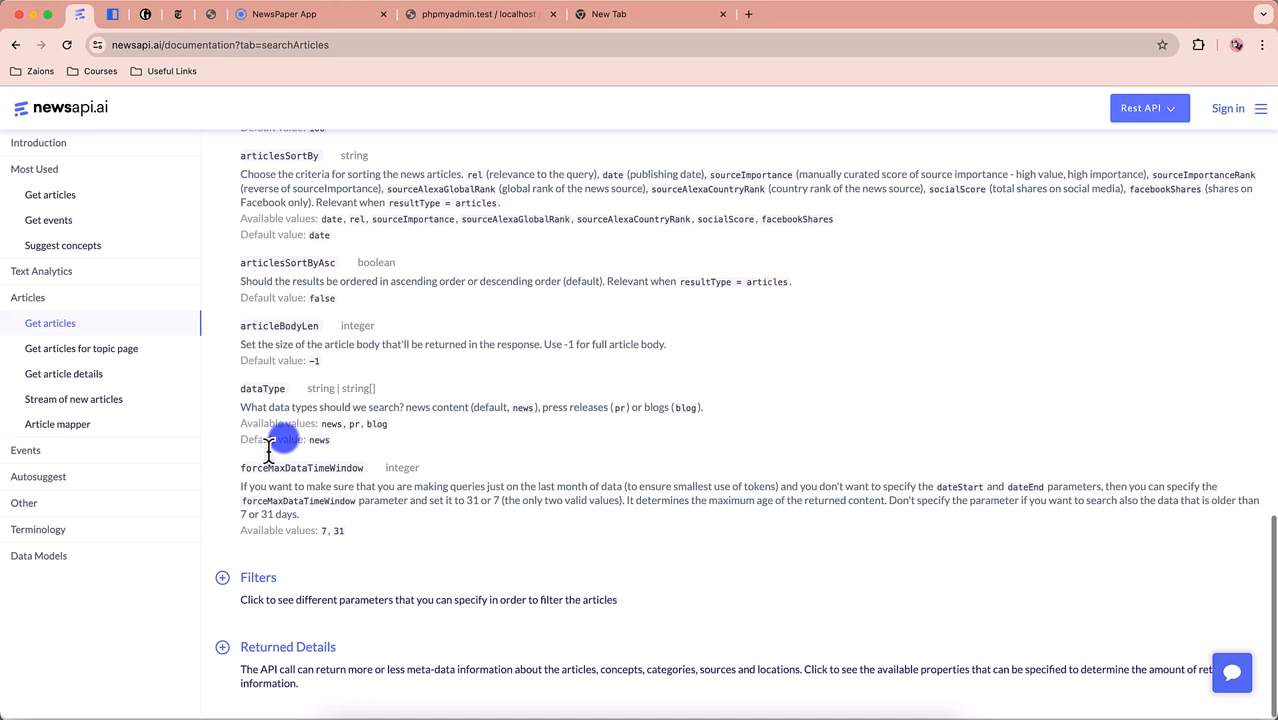 NewsPaper App
phpmyadmin.test / localhost
New Tab
newsapi.ai/documentation?tab=searchArticles
Zaions
Courses
Useful Links
newsapi.ai
Rest API
Sign in
Introduction
Most Used
Get articles
Get events
Suggest concepts
Text Analytics
Articles
Get articles
Get articles for topic page
Get article details
Stream of new articles
Article mapper
Events
Autosuggest
Other
Terminology
Data Models
Default value: 100
articlesSortBy string
Choose the criteria for sorting the news articles. rel (relevance to the query), date (publishing date), sourceImportance (manually curated score of source importance - high value, high importance), sourceImportanceRank
(reverse of sourceImportance), sourceAlexaGlobalRank (global rank of the news source), sourceAlexaCountryRank (country rank of the news source), socialScore (total shares on social media), facebookShares (shares on
Facebook only). Relevant when resultType = articles.
Available values: date, rel, sourceImportance, sourceAlexaGlobalRank, sourceAlexaCountryRank, socialScore, facebookShares
Default value: date
articlesSortByAsc boolean
Should the results be ordered in ascending order or descending order (default). Relevant when resultType = articles.
Default value: false
articleBodyLen integer
Set the size of the article body that'll be returned in the response. Use -1 for full article body.
Default value: -1
dataType string | string[]
What data types should we search? news content (default, news), press releases (pr) or blogs (blog).
Available values: news, pr, blog
Default value: news
forceMaxDataTimeWindow integer
If you want to make sure that you are making queries just on the last month of data (to ensure smallest use of tokens) and you don't want to specify the dateStart and dateEnd parameters, then you can specify the
forceMaxDataTimeWindow parameter and set it to 31 or 7 (the only two valid values). It determines the maximum age of the returned content. Don't specify the parameter if you want to search also the data that is older than
7 or 31 days.
Available values: 7, 31
Filters
Click to see different parameters that you can specify in order to filter the articles
Returned Details
The API call can return more or less meta-data information about the articles, concepts, categories, sources and locations. Click to see the available properties that can be specified to determine the amount of ret
information.